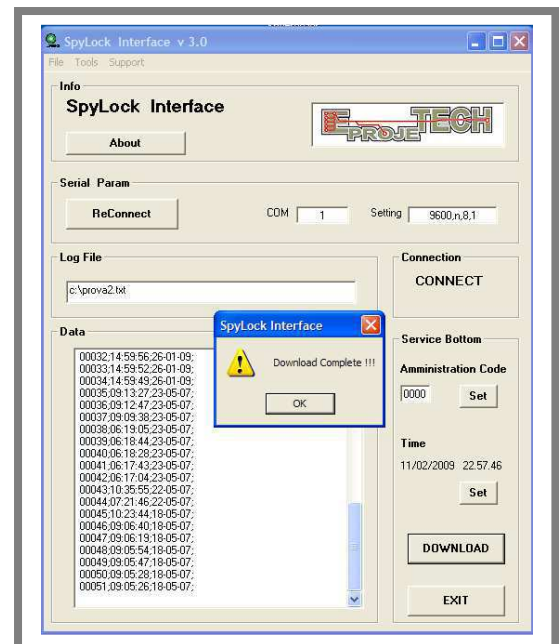 SpyLock Interface v 3.0
File Tools Support
Info
SpyLock Interface
About
E PROJE TECH
Serial Param
ReConnect
COM 1 Setting 9600,n,8,1
Log File
c:\prova2.txt
Connection
CONNECT
Data
00032;14:59:56;26-01-09;
00033;14:59:52;26-01-09;
00034;14:59:49;26-01-09;
00035;09:13:27;23-05-07;
00036;09:12:47;23-05-07;
00037;09:09:38;23-05-07;
00038;06:19:05;23-05-07;
00039;06:18:44;23-05-07;
00040;06:18:28;23-05-07;
00041;06:17:43;23-05-07;
00042;06:17:04;23-05-07;
00043;10:35:55;22-05-07;
00044;07:21:46;22-05-07;
00045;10:23:44;18-05-07;
00046;09:06:40;18-05-07;
00047;09:06:19;18-05-07;
00048;09:05:54;18-05-07;
00049;09:05:47;18-05-07;
00050;09:05:28;18-05-07;
00051;09:05:26;18-05-07;
SpyLock Interface
Download Complete !!!
OK
Service Bottom
Amministration Code
0000 Set
Time
11/02/2009 22.57.46
Set
DOWNLOAD
EXIT